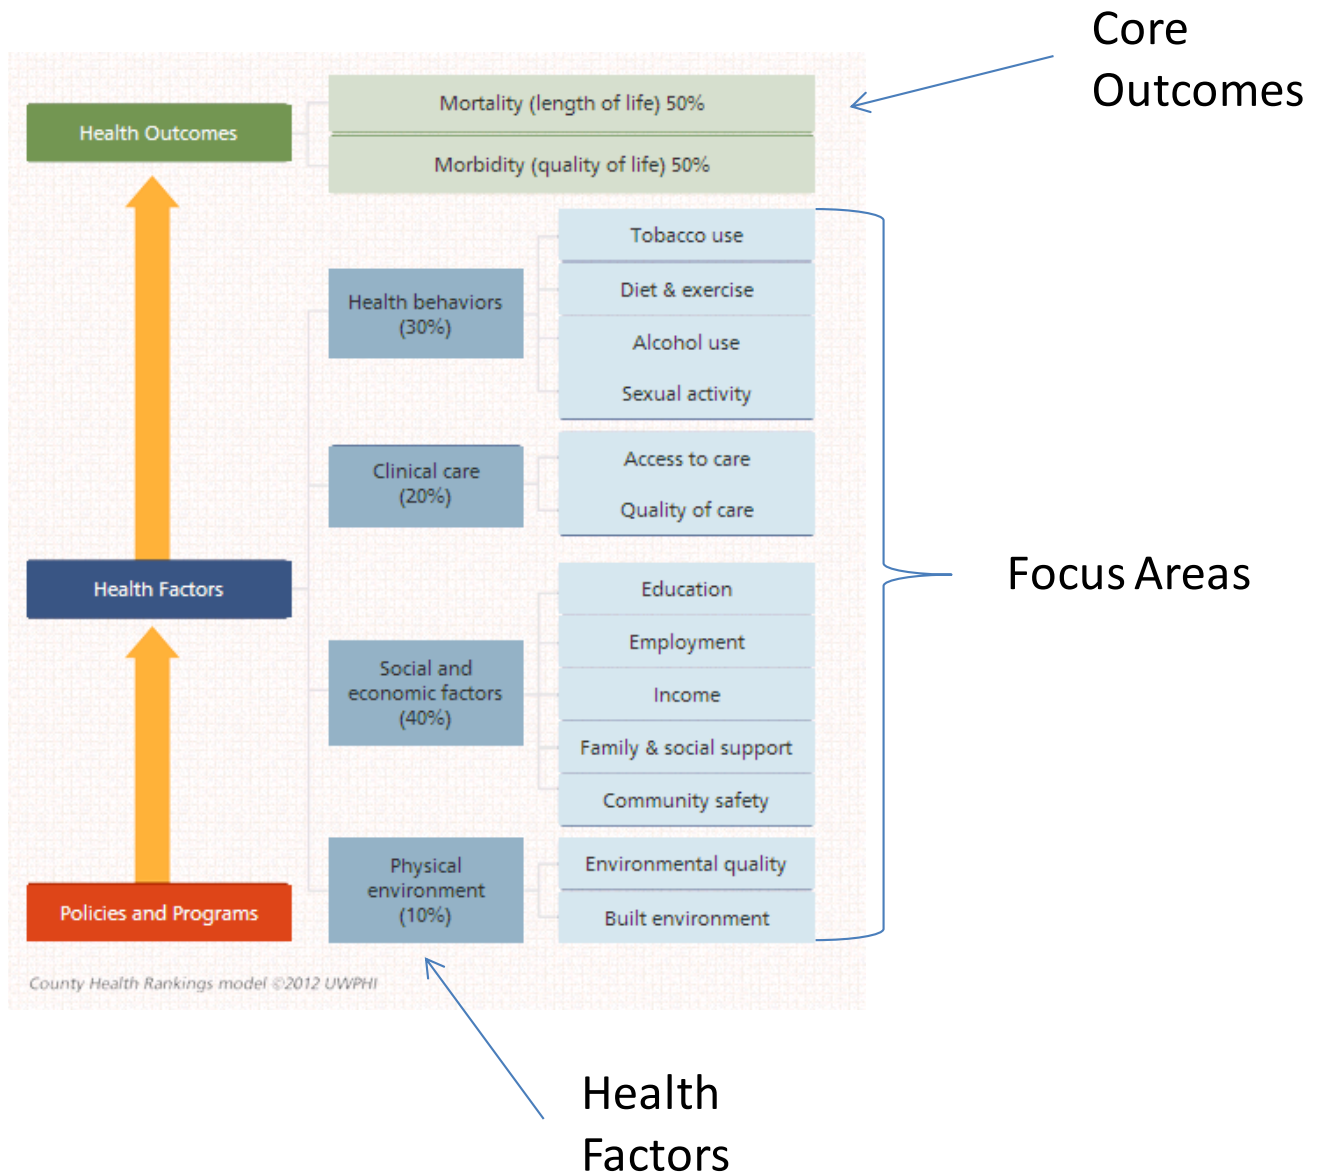 Core
Outcomes
Mortality (length of life) 50%
Health Outcomes
Morbidity (quality of life) 50%
Tobacco use
Diet & exercise
Health behaviors
(30%)
Alcohol use
Sexual activity
Access to care
Clinical care
(20%)
Quality of care
Focus Areas
Health Factors
Education
Employment
Social and
economic factors
(40%)
Income
Family & social support
Community safety
Environmental quality
Physical
environment
(10%)
Policies and Programs
Built environment
County Health Rankings model ©2012 UWPHI
Health
Factors